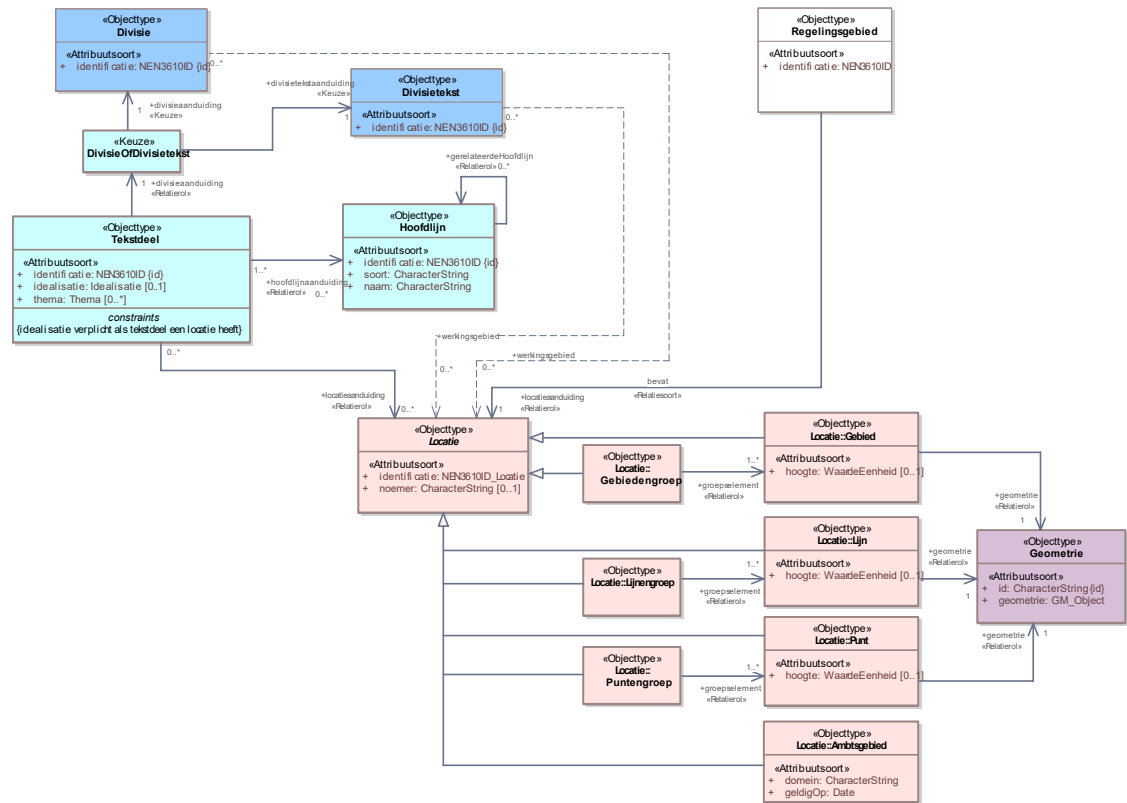 «Objecttype»
Divisie
«Attribuutsoort»
+ identificatie: NEN3610ID {id}
0..*
«Objecttype»
Regelingsgebied
«Attribuutsoort»
+ identificatie: NEN3610ID
+divisieaanduiding
1
«Keuze»
+divisietekstaanduiding
«Keuze»
1
«Objecttype»
Divisietekst
«Attribuutsoort»
+ identificatie: NEN3610ID {id}
0..*
«Keuze»
DivisieOfDivisietekst
1
+divisieaanduiding
«Relatierol»
+gerelateerdeHoofdlijn
«Relatierol» 0..*
«Objecttype»
Tekstdeel
«Attribuutsoort»
+ identificatie: NEN3610ID {id}
+ idealisatie: Idealisatie [0..1]
+ thema: Thema [0..*]
constraints
{idealisatie verplicht als tekstdeel een locatie heeft}
1..*
+hoofdlijnaanduiding
«Relatierol» 0..*
«Objecttype»
Hoofdlijn
«Attribuutsoort»
+ identificatie: NEN3610ID {id}
+ soort: CharacterString
+ naam: CharacterString
0..*
+werkingsgebied
0..*
+werkingsgebied
0..*
bevat
«Relatiesoort»
+locatieaanduiding
«Relatierol»
0..*
1
+locatieaanduiding
«Relatierol»
«Objecttype»
Locatie
«Attribuutsoort»
+ identificatie: NEN3610ID_Locatie
+ noemer: CharacterString [0..1]
«Objecttype»
Locatie::
Gebiedengroep
1..*
+groepselement
«Relatierol»
«Objecttype»
Locatie::Gebied
«Attribuutsoort»
+ hoogte: WaardeEenheid [0..1]
+geometrie
«Relatierol»
1
«Objecttype»
Locatie::Lijnengroep
1..*
+groepselement
«Relatierol»
«Objecttype»
Locatie::Lijn
«Attribuutsoort»
+ hoogte: WaardeEenheid [0..1]
+geometrie
«Relatierol»
1
«Objecttype»
Geometrie
«Attribuutsoort»
+ id: CharacterString{id}
+ geometrie: GM_Object
«Objecttype»
Locatie::
Puntengroep
1..*
+groepselement
«Relatierol»
«Objecttype»
Locatie::Punt
«Attribuutsoort»
+ hoogte: WaardeEenheid [0..1]
+geometrie
«Relatierol»
1
«Objecttype»
Locatie::Ambtsgebied
«Attribuutsoort»
+ domein: CharacterString
+ geldigOp: Date